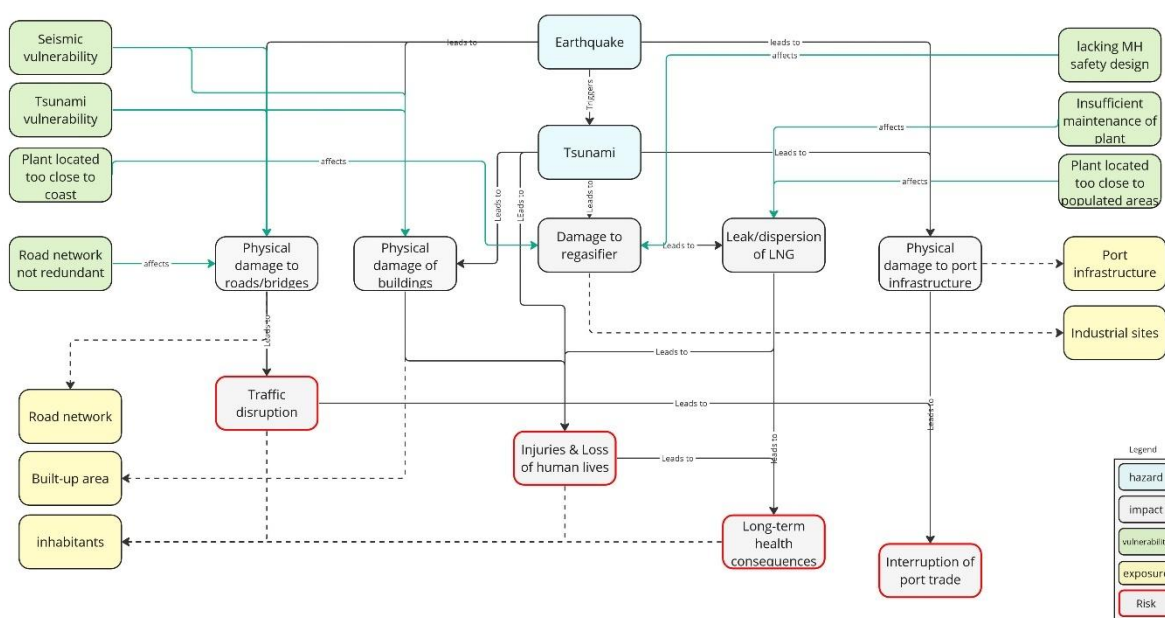 Seismic
vulnerability
leads to
Earthquake
leads to
lacking MH
safety design
affects
Tsunami
vulnerability
Triggers
Insufficient
maintenance of
plant
affects
Plant located
too close to
coast
affects
Tsunami
Leads to
Plant located
too close to
populated areas
affects
Leads to
LEads to
Leads to
Road network
not redundant
affects
Physical
damage to
roads/bridges
Physical
damage of
buildings
Damage to
regasifier
Leads to
Leak/dispersion
of LNG
Physical
damage to port
infrastructure
Port
infrastructure
Leads to
Industrial sites
Leads to
Road network
Traffic
disruption
Leads to
Leads to
Injuries & Loss
of human lives
Leads to
leads to
Built-up area
inhabitants
Long-term
health
consequences
Interruption of
port trade
Legend
hazard
impact
vulnerabilit
exposure
Risk